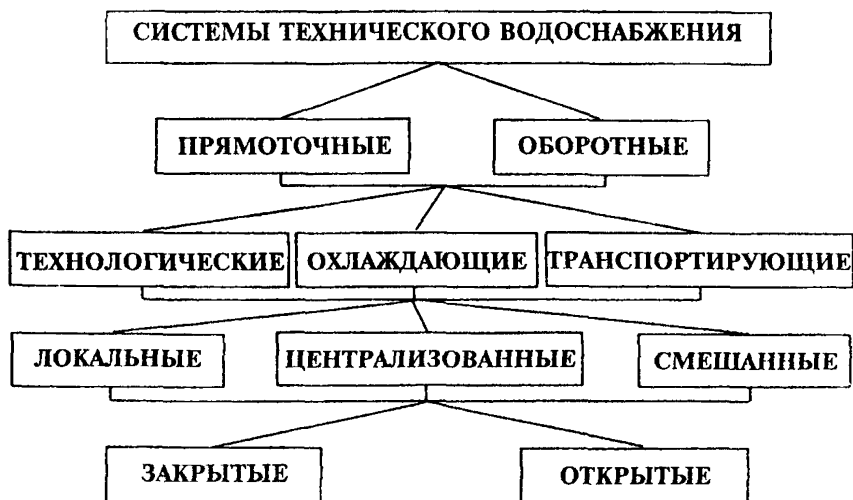 СИСТЕМЫ ТЕХНИЧЕСКОГО ВОДОСНАБЖЕНИЯ
ПРЯМОТОЧНЫЕ ОБОРОТНЫЕ
ТЕХНОЛОГИЧЕСКИЕ ОХЛАЖДАЮЩИЕ ТРАНСПОРТИРУЮЩИЕ
ЛОКАЛЬНЫЕ ЦЕНТРАЛИЗОВАННЫЕ СМЕШАННЫЕ
ЗАКРЫТЫЕ ОТКРЫТЫЕ